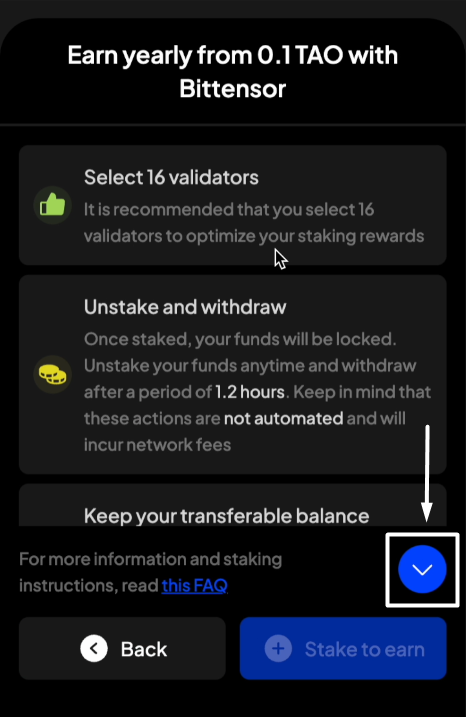 Earn yearly from 0.1 TAO with
Bittensor
Select 16 validators
It is recommended that you select 16
validators to optimize your staking rewards
Unstake and withdraw
Once staked, your funds will be locked.
Unstake your funds anytime and withdraw
after a period of 1.2 hours. Keep in mind that
these actions are not automated and will
incur network fees
Keep your transferable balance
For more information and staking
instructions, read this FAQ
Back
Stake to earn